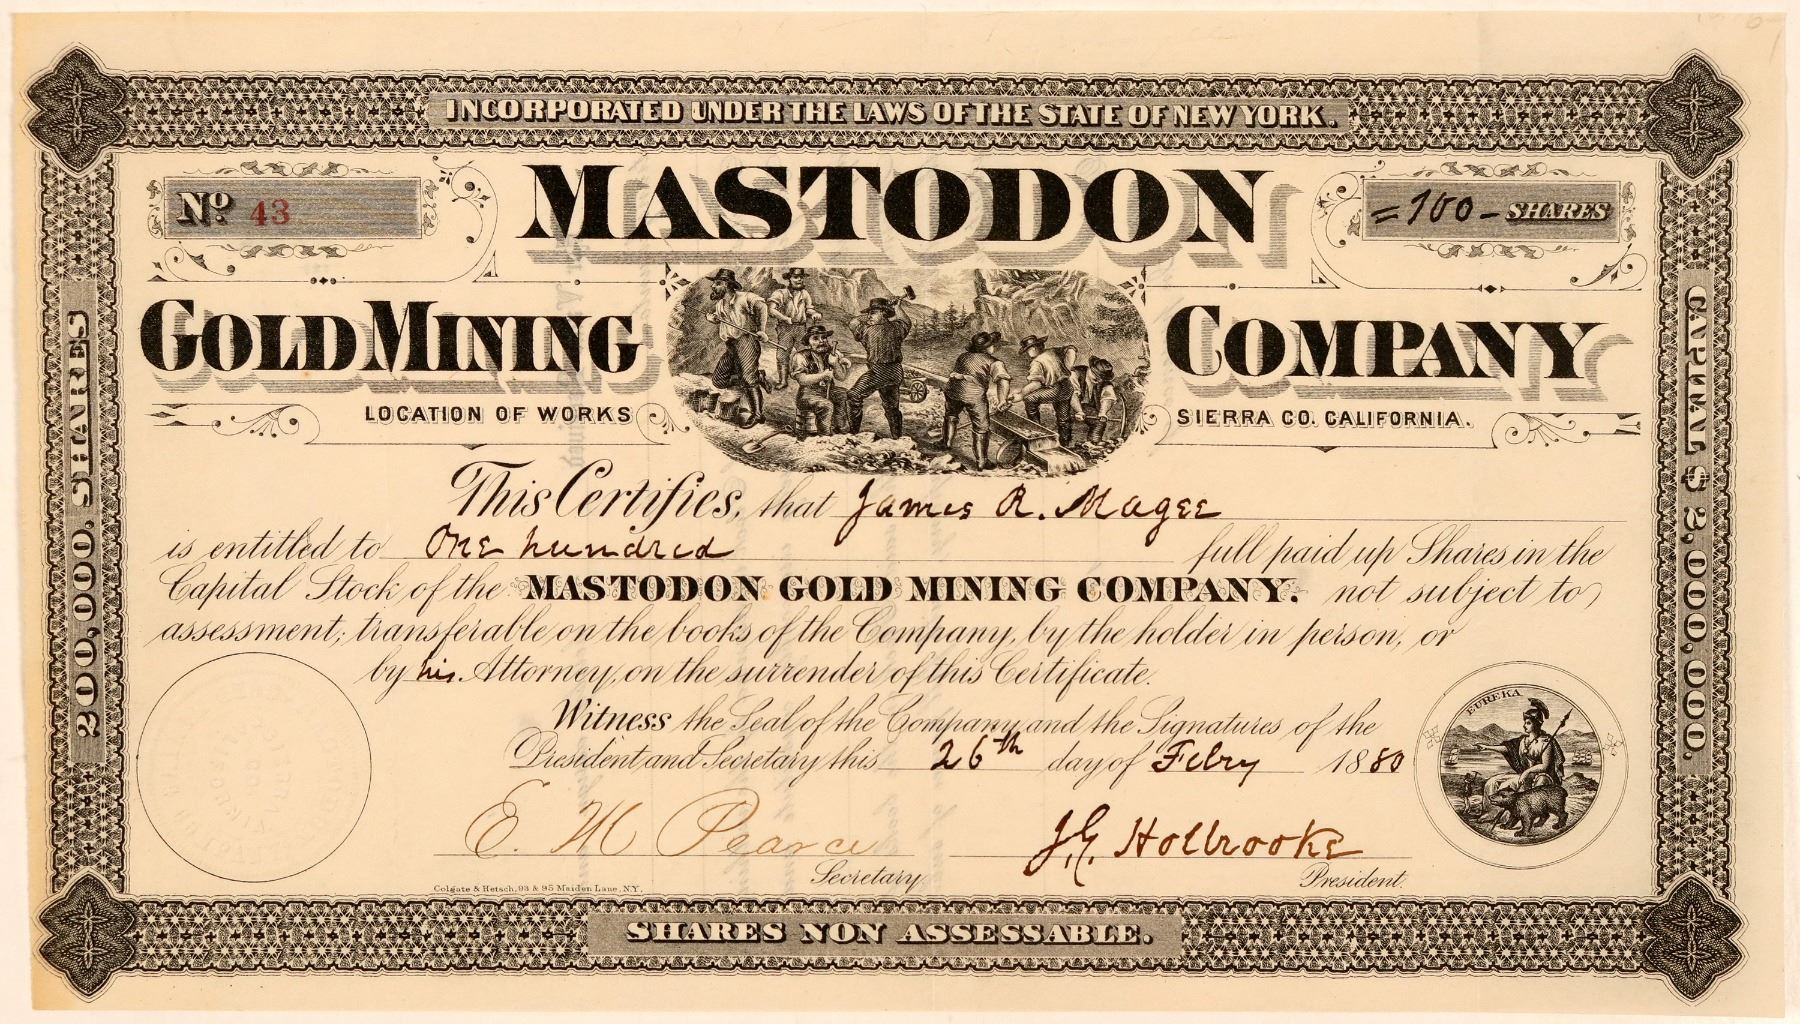 INCORPORATED UNDER THE LAWS OF THE STATE OF NEW YORK.
No. 43
MASTODON
=100- SHARES
GOLD MINING COMPANY
LOCATION OF WORKS SIERRA CO. CALIFORNIA.
200,000. SHARES
CAPITAL $2,000,000.
This Certifies, that James R. Magee
is entitled to One hundred full paid up Shares in the
Capital Stock of the MASTODON GOLD MINING COMPANY. not subject to
assessment; transferable on the books of the Company, by the holder in person, or
by his Attorney, on the surrender of this Certificate.
Witness the Seal of the Company and the Signatures of the
President and Secretary this 26th day of Febry 1880
EUREKA
E. M Pearce
Secretary
J. G. Holbrooke
President.
Colgate & Hetsch, 93 & 95 Maiden Lane, N.Y.
SHARES NON ASSESSABLE.